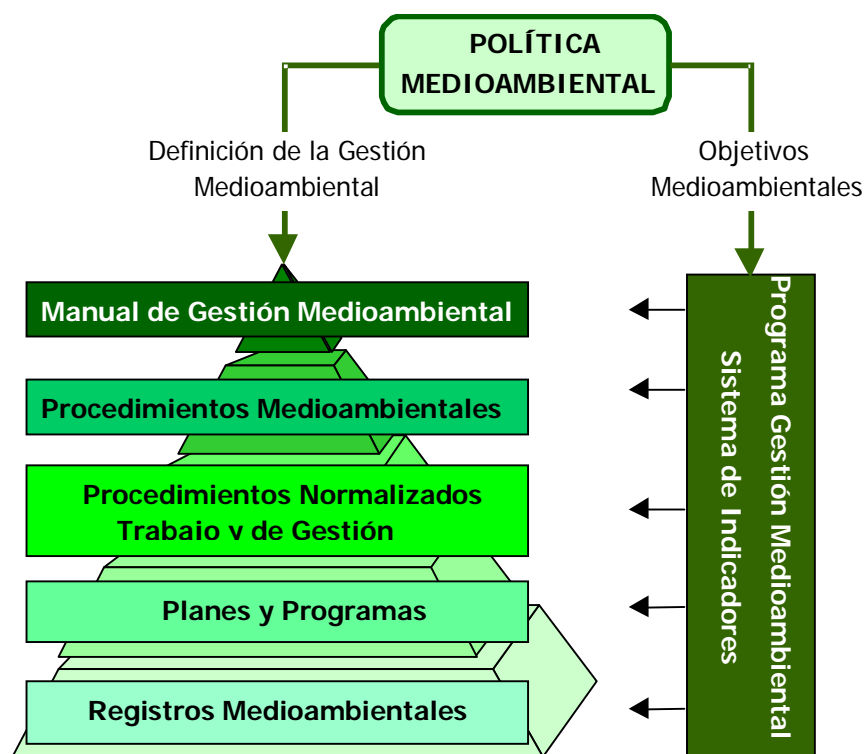 POLÍTICA
MEDIOAMBIENTAL
Definición de la Gestión
Medioambiental
Objetivos
Medioambientales
Manual de Gestión Medioambiental
Procedimientos Medioambientales
Procedimientos Normalizados
Trabajo y de Gestión
Planes y Programas
Registros Medioambientales
Programa Gestión Medioambiental
Sistema de Indicadores